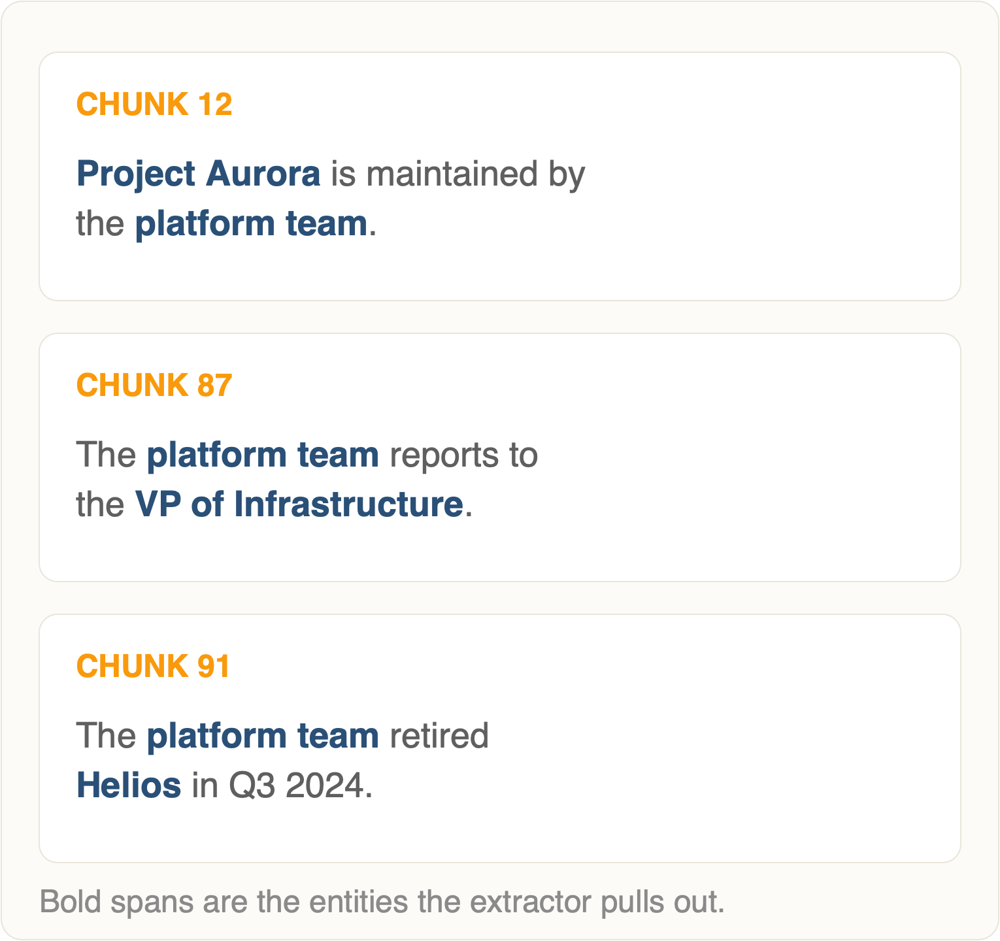 CHUNK 12
Project Aurora is maintained by
the platform team.
CHUNK 87
The platform team reports to
the VP of Infrastructure.
CHUNK 91
The platform team retired
Helios in Q3 2024.
Bold spans are the entities the extractor pulls out.